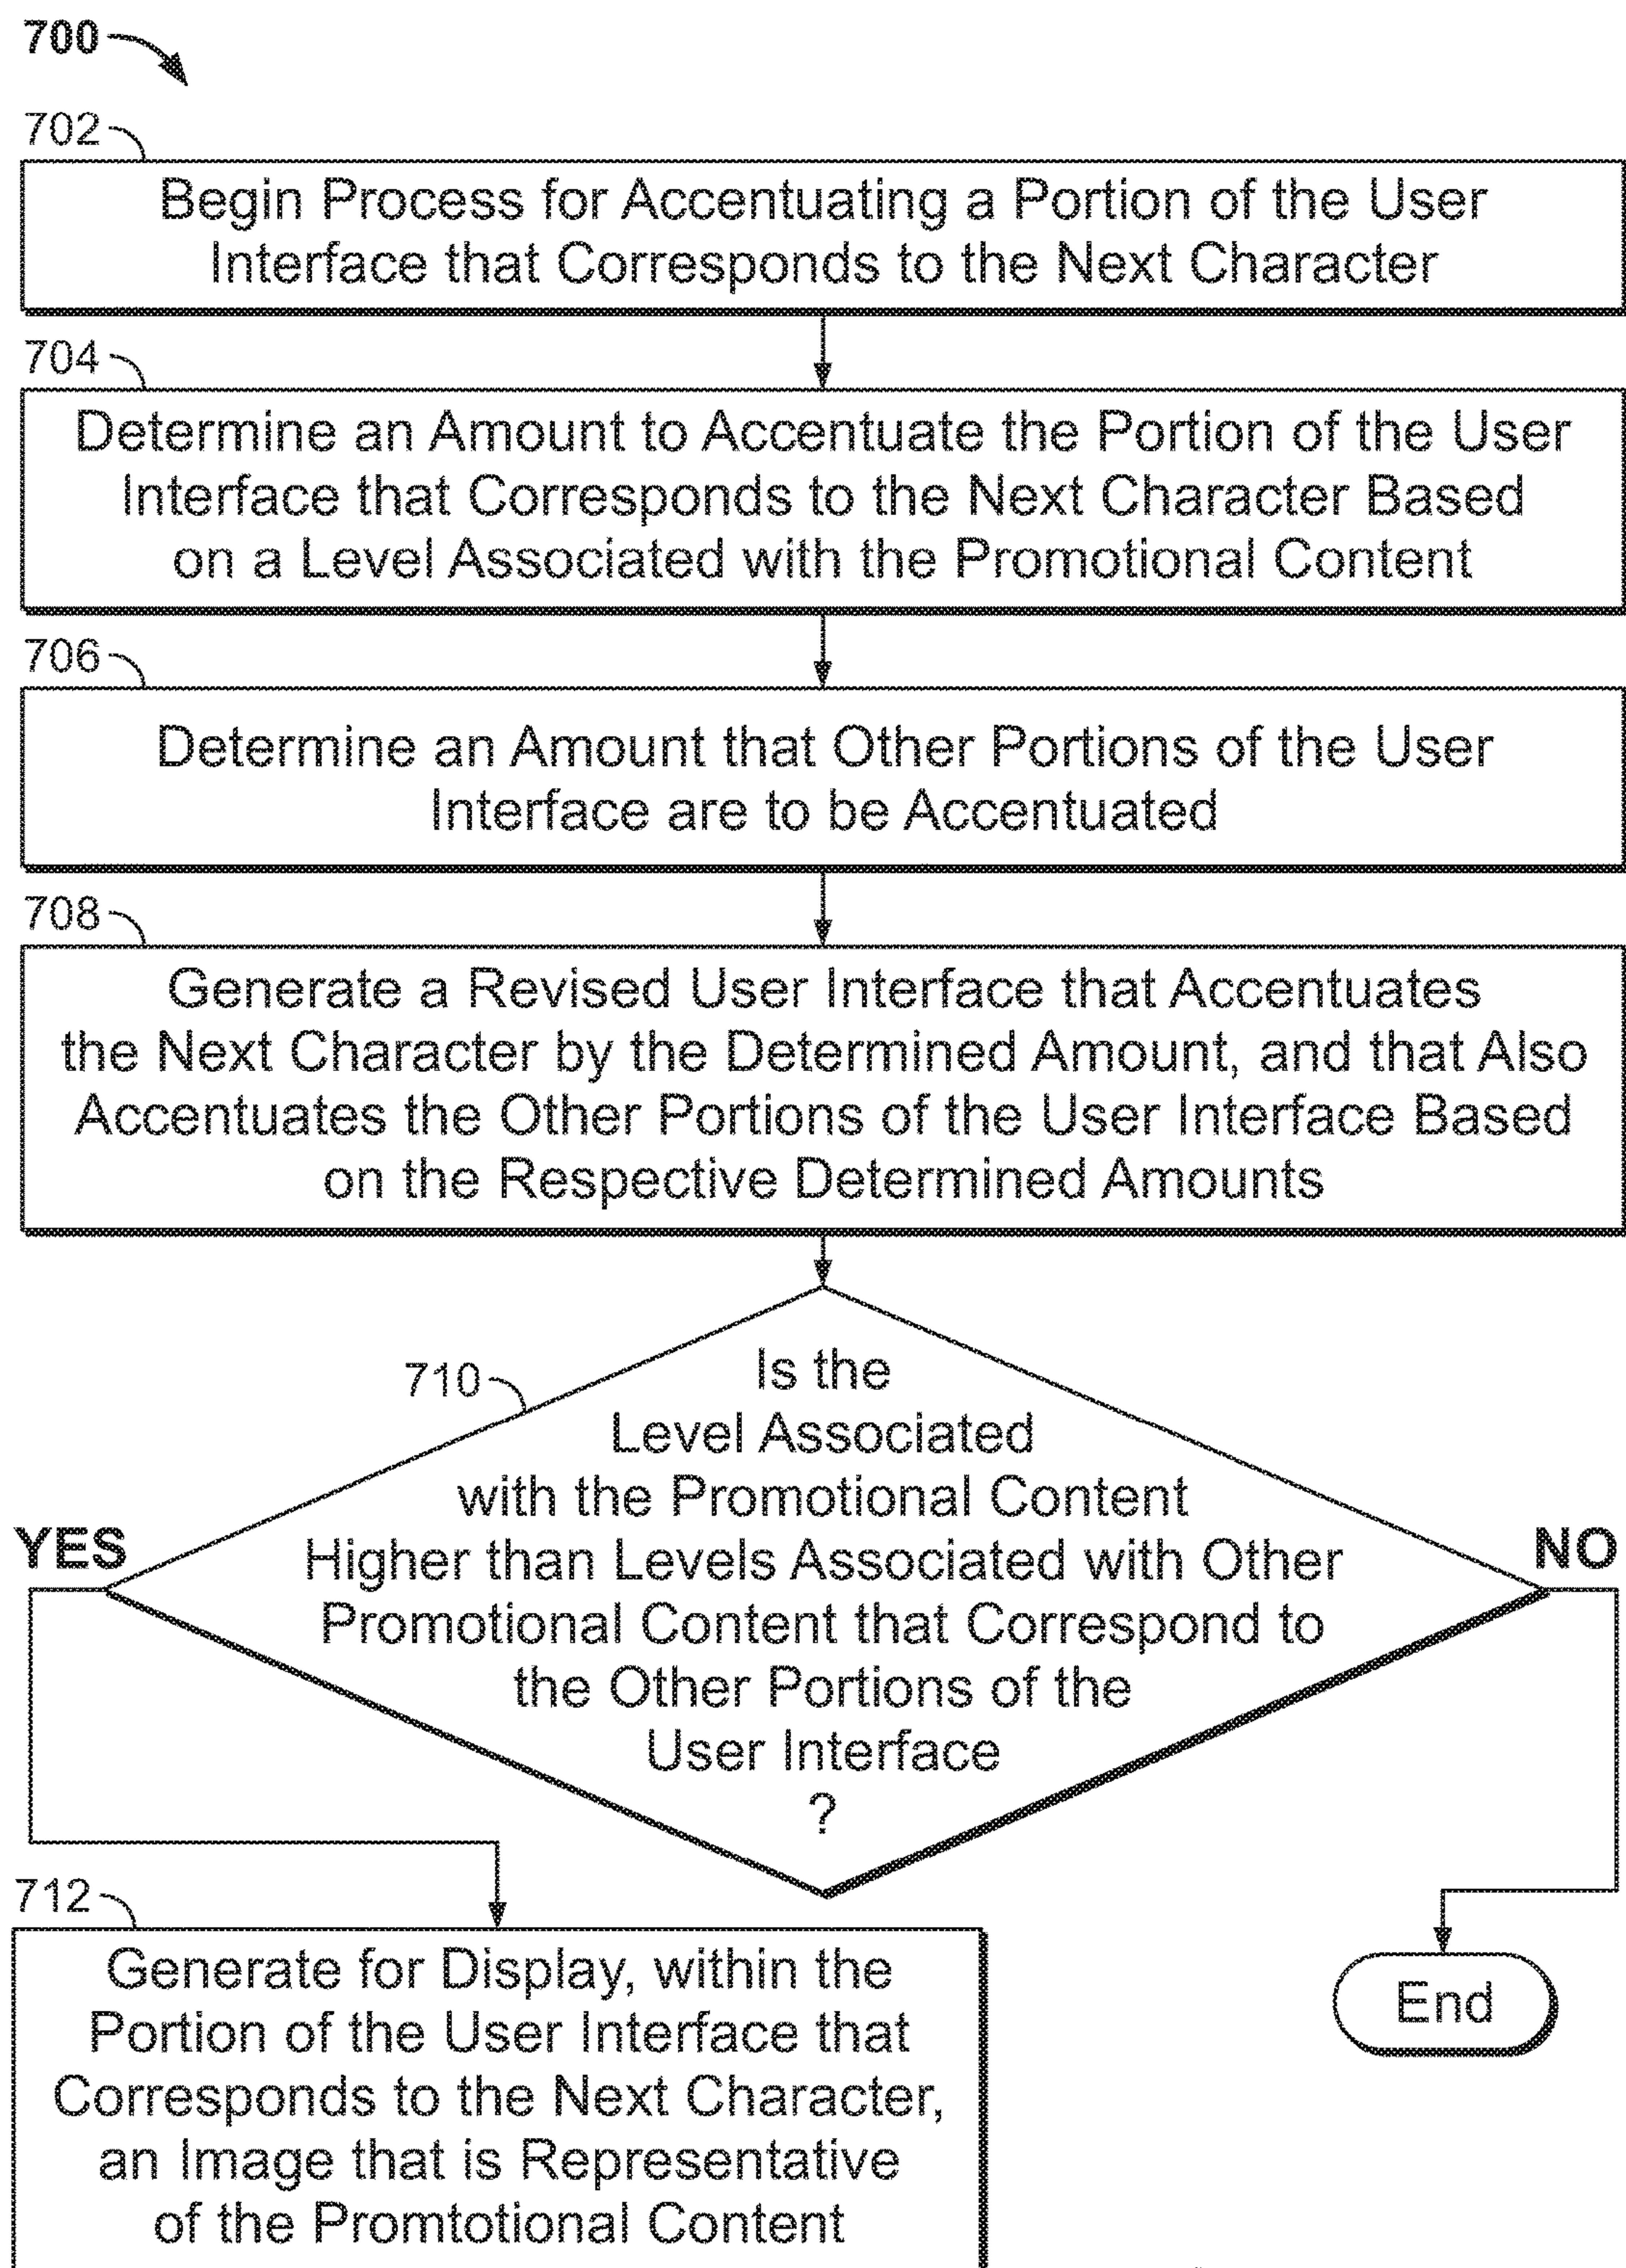 700
702
Begin Process for Accentuating a Portion of the User
Interface that Corresponds to the Next Character
704
Determine an Amount to Accentuate the Portion of the User
Interface that Corresponds to the Next Character Based
on a Level Associated with the Promotional Content
706
Determine an Amount that Other Portions of the User
Interface are to be Accentuated
708
Generate a Revised User Interface that Accentuates
the Next Character by the Determined Amount, and that Also
Accentuates the Other Portions of the User Interface Based
on the Respective Determined Amounts
710
Is the
Level Associated
with the Promotional Content
Higher than Levels Associated with Other
Promotional Content that Correspond to
the Other Portions of the
User Interface
?
YES
NO
712
Generate for Display, within the
Portion of the User Interface that
Corresponds to the Next Character,
an Image that is Representative
of the Promtotional Content
End